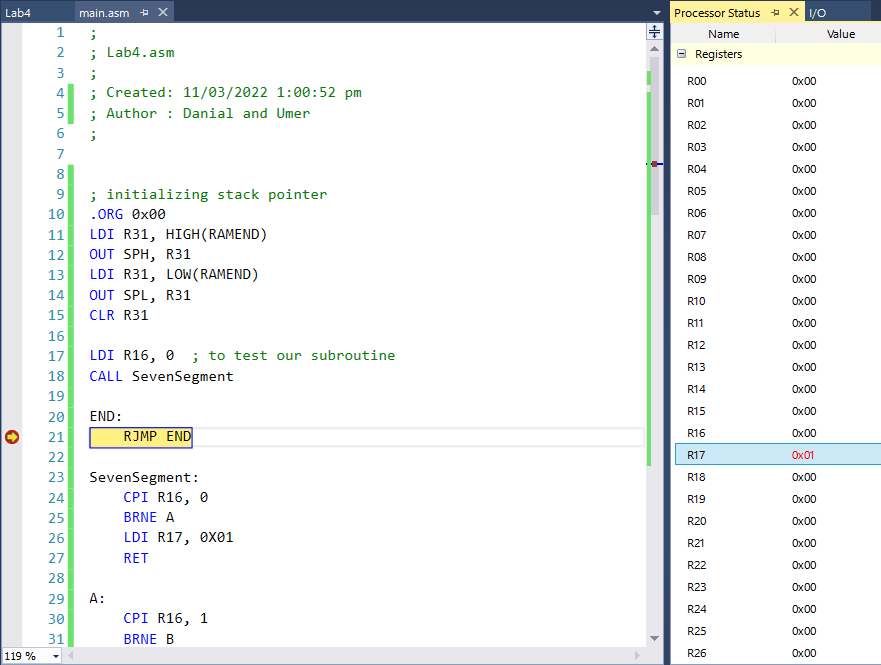 Lab4
main.asm
1 ;
2 ; Lab4.asm
3 ;
4 ; Created: 11/03/2022 1:00:52 pm
5 ; Author : Danial and Umer
6 ;
7
8
9 ; initializing stack pointer
10 .ORG 0x00
11 LDI R31, HIGH(RAMEND)
12 OUT SPH, R31
13 LDI R31, LOW(RAMEND)
14 OUT SPL, R31
15 CLR R31
16
17 LDI R16, 0  ; to test our subroutine
18 CALL SevenSegment
19
20 END:
21     RJMP END
22
23 SevenSegment:
24     CPI R16, 0
25     BRNE A
26     LDI R17, 0X01
27     RET
28
29 A:
30     CPI R16, 1
31     BRNE B
119 %
Processor Status
I/O
Name Value
Registers
R00 0x00
R01 0x00
R02 0x00
R03 0x00
R04 0x00
R05 0x00
R06 0x00
R07 0x00
R08 0x00
R09 0x00
R10 0x00
R11 0x00
R12 0x00
R13 0x00
R14 0x00
R15 0x00
R16 0x00
R17 0x01
R18 0x00
R19 0x00
R20 0x00
R21 0x00
R22 0x00
R23 0x00
R24 0x00
R25 0x00
R26 0x00